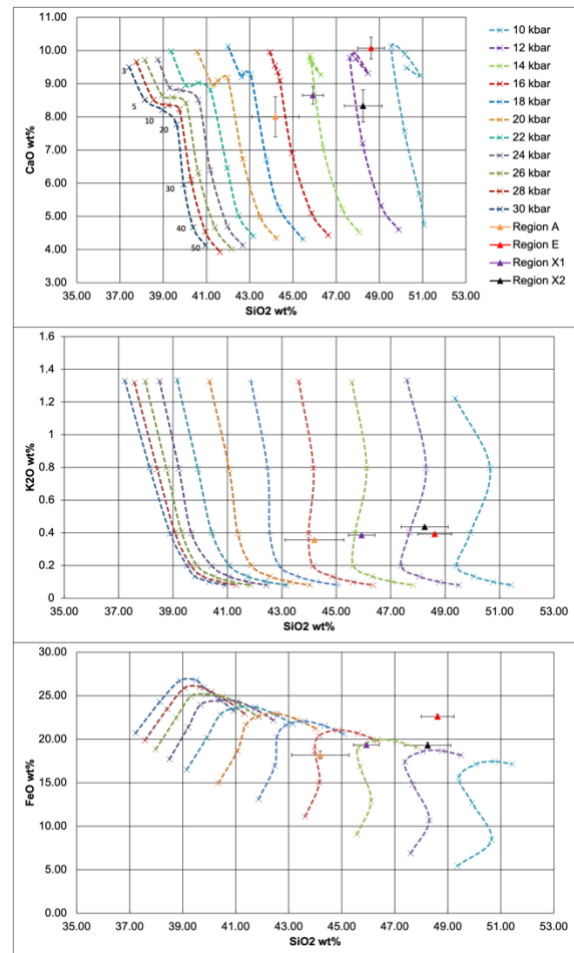 11.00
10.00
9.00
8.00
7.00
6.00
5.00
4.00
3.00
CaO wt%
3
5
10
20
30
40
50
35.00 37.00 39.00 41.00 43.00 45.00 47.00 49.00 51.00 53.00
SiO2 wt%
10 kbar
12 kbar
14 kbar
16 kbar
18 kbar
20 kbar
22 kbar
24 kbar
26 kbar
28 kbar
30 kbar
Region A
Region E
Region X1
Region X2
1.6
1.4
1.2
1
0.8
0.6
0.4
0.2
0
K2O wt%
35.00 37.00 39.00 41.00 43.00 45.00 47.00 49.00 51.00 53.00
SiO2 wt%
30.00
25.00
20.00
15.00
10.00
5.00
0.00
FeO wt%
35.00 37.00 39.00 41.00 43.00 45.00 47.00 49.00 51.00 53.00
SiO2 wt%